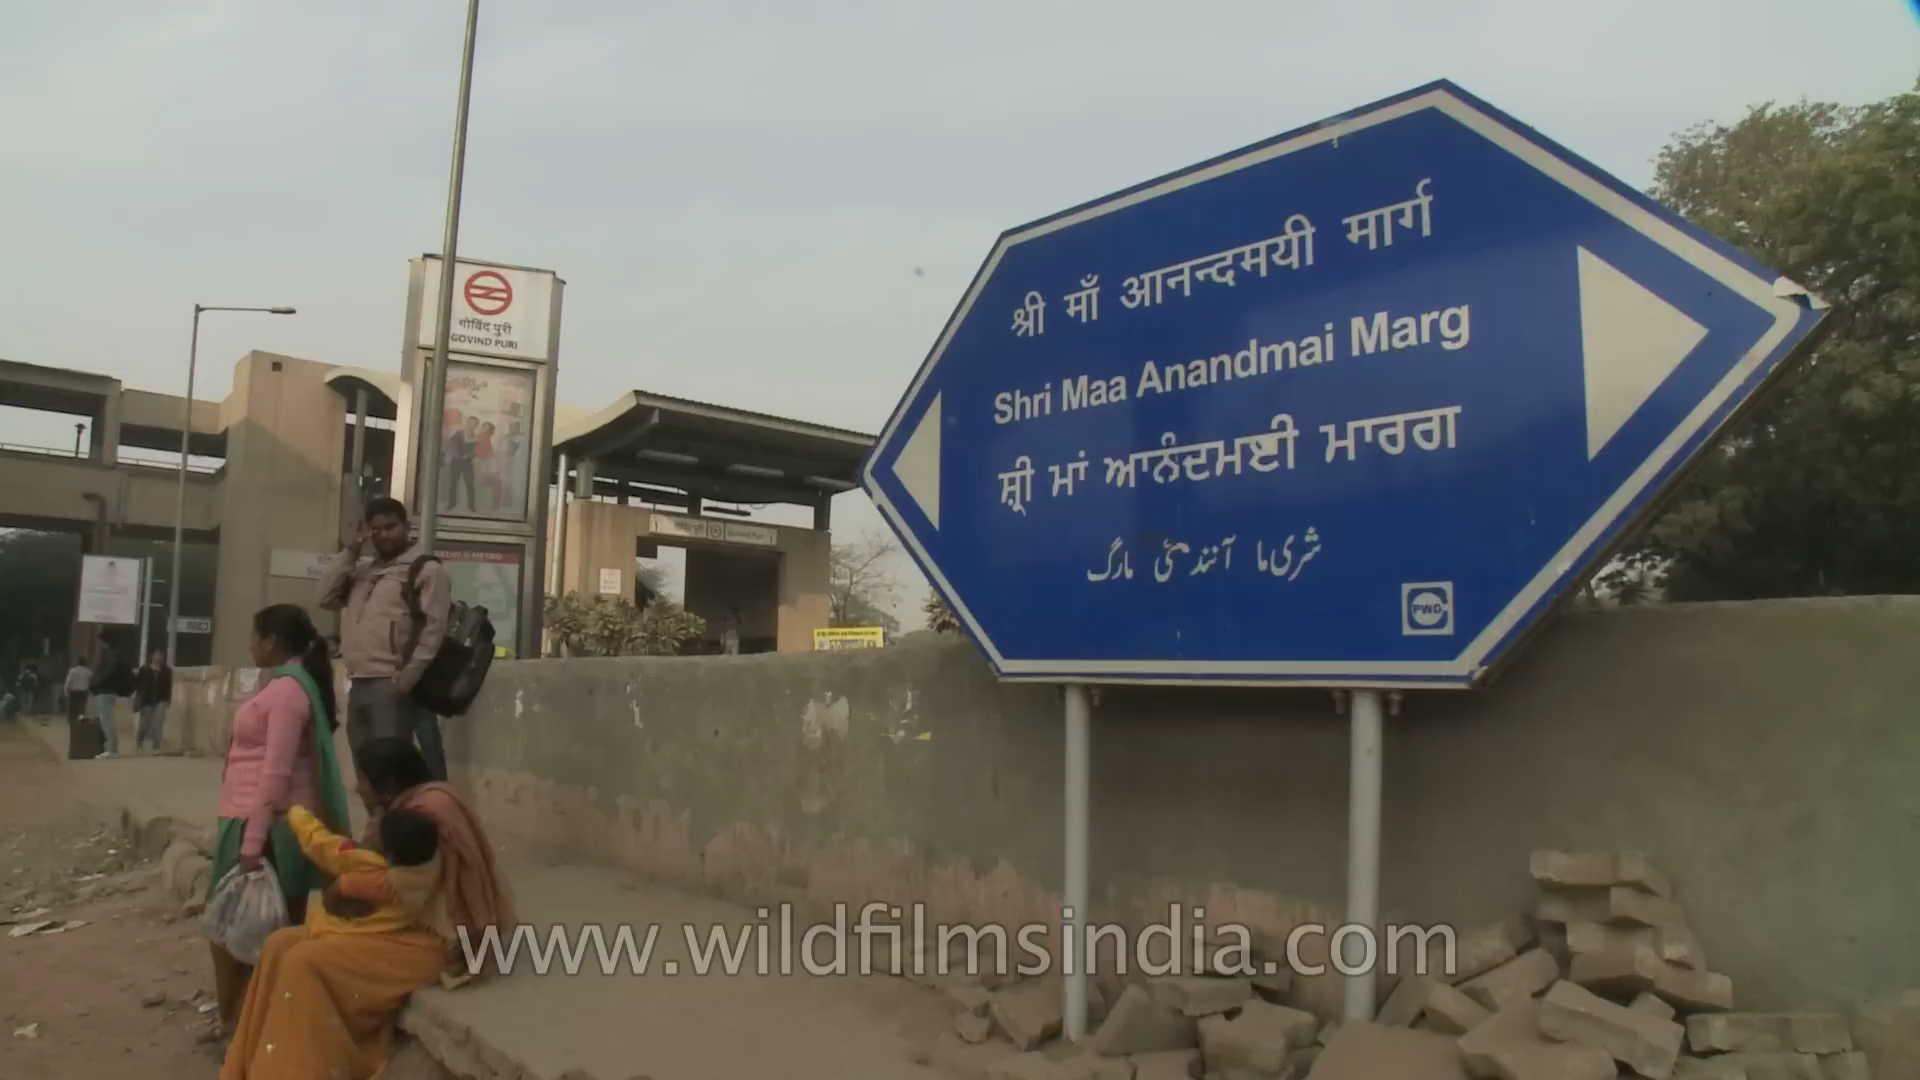 श्री माँ आनन्दमयी मार्ग
Shri Maa Anandmai Marg
ਸ਼੍ਰੀ ਮਾਂ ਆਨੰਦਮਈ ਮਾਰਗ
شری ما آنندمئی مارگ
PWD
गोविंद पुरी
GOVIND PURI
www.wildfilmsindia.com